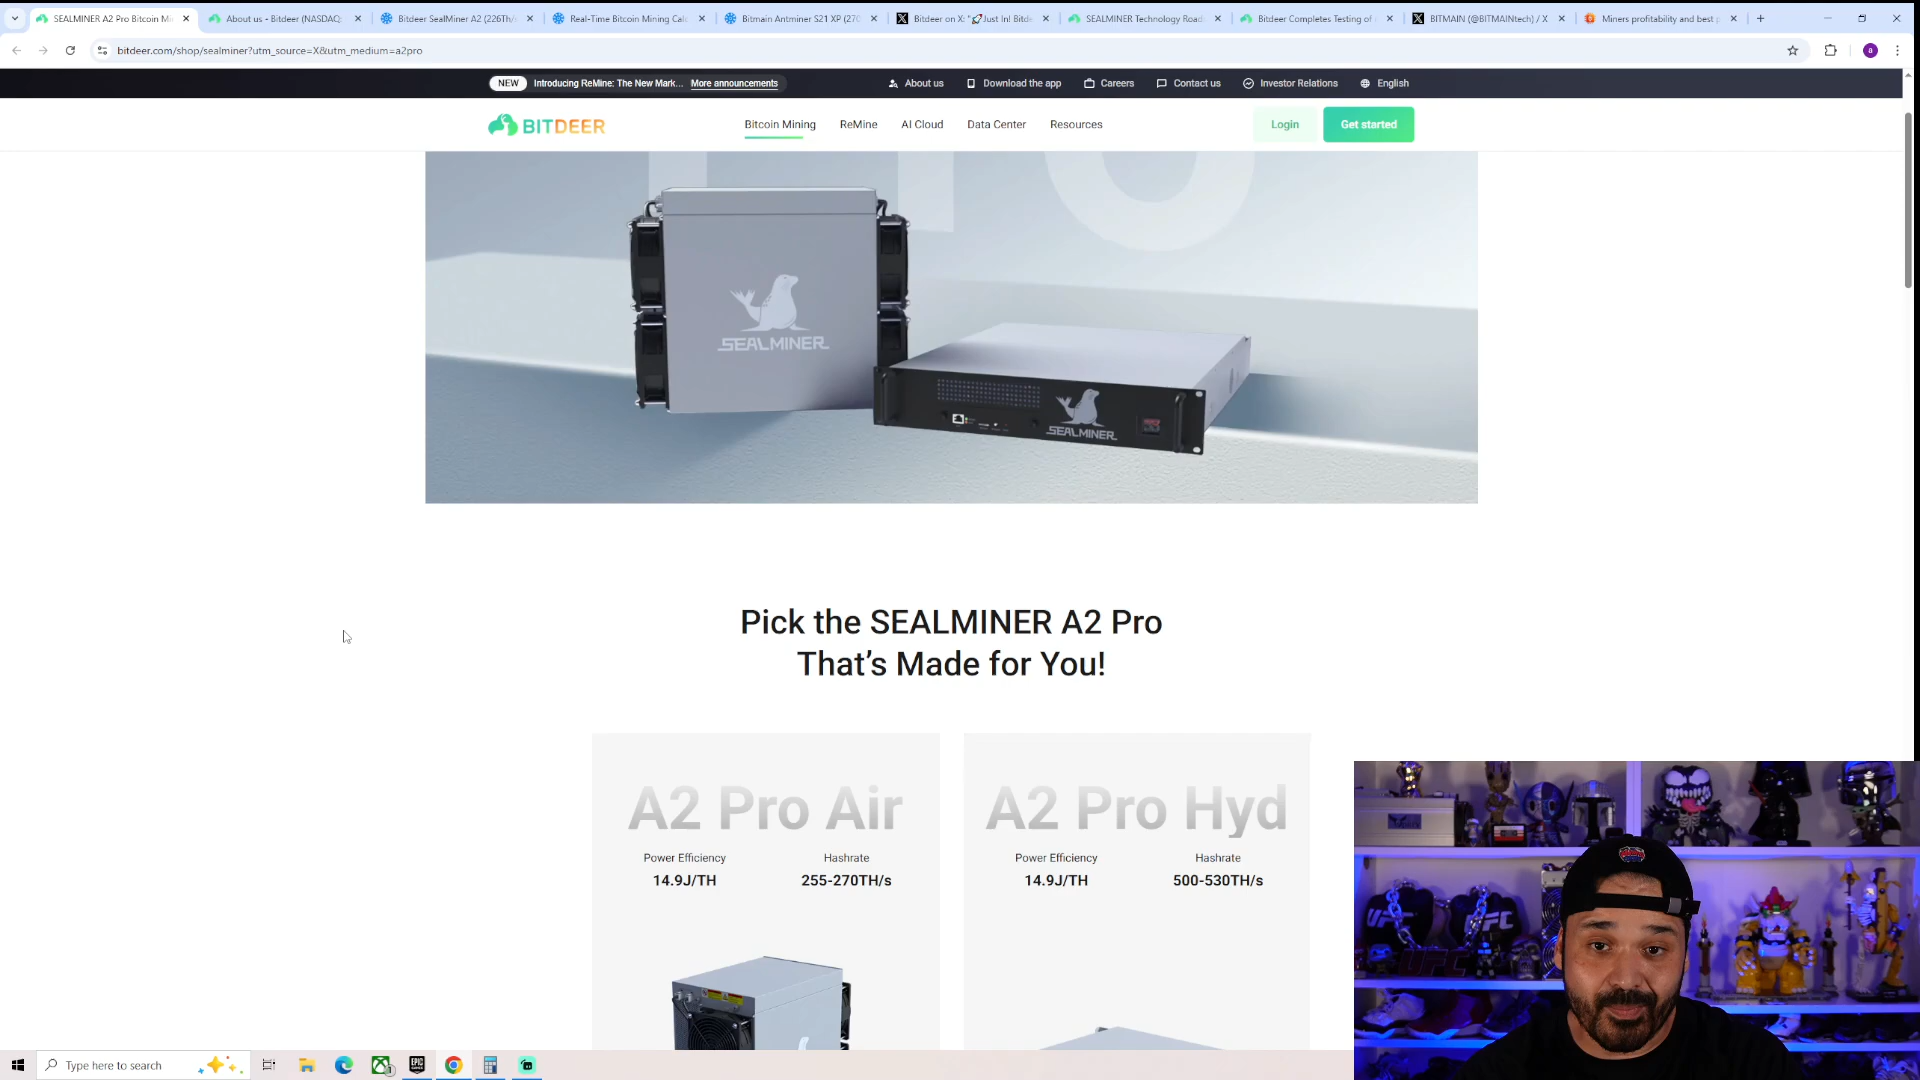 SEALMINER A2 Pro Bitcoin Mi
About us - Bitdeer (NASDAQ:
Bitdeer SealMiner A2 (226Th/
Real-Time Bitcoin Mining Calc
Bitmain Antminer S21 XP (270
Bitdeer on X: "🚀Just In! Bitde
SEALMINER Technology Road
Bitdeer Completes Testing of
BITMAIN (@BITMAINtech) / X
Miners profitability and best p
bitdeer.com/shop/sealminer?utm_source=X&utm_medium=a2pro
a
NEW Introducing ReMine: The New Mark... More announcements
About us
Download the app
Careers
Contact us
Investor Relations
English
BITDEER
Bitcoin Mining
ReMine
AI Cloud
Data Center
Resources
Login
Get started
SEALMINER
SEALMINER
Pick the SEALMINER A2 Pro
That's Made for You!
A2 Pro Air
Power Efficiency Hashrate
14.9J/TH 255-270TH/s
A2 Pro Hyd
Power Efficiency Hashrate
14.9J/TH 500-530TH/s
UFC
UFC
UFC
Type here to search
EPIC